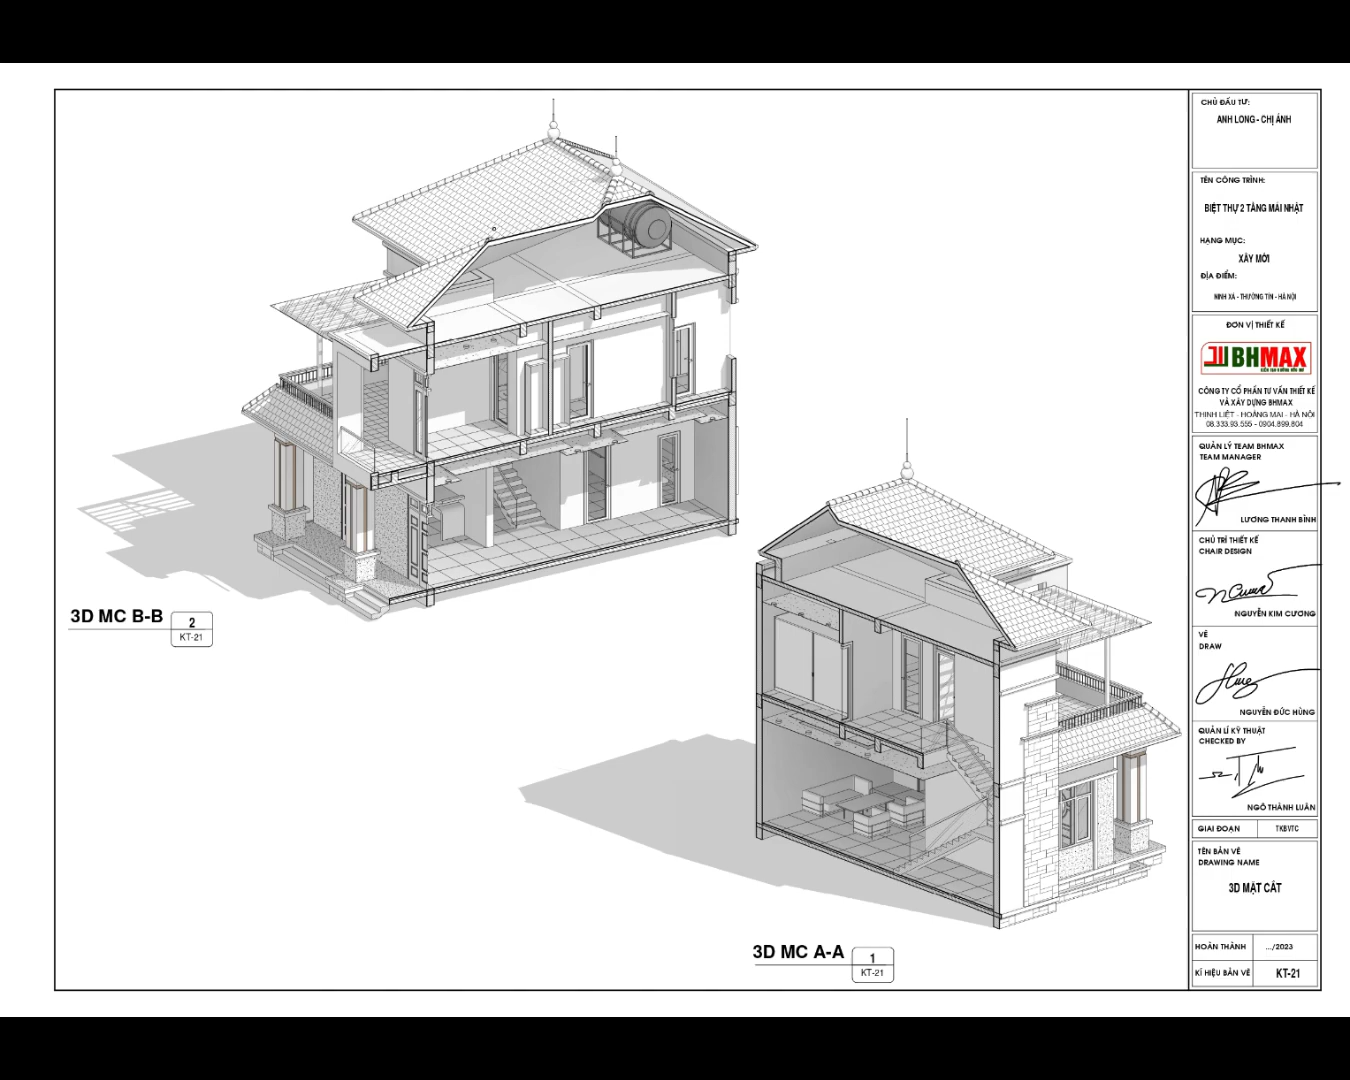 3D MC B-B
2
KT-21
3D MC A-A
1
KT-21
CHỦ ĐẦU TƯ:
ANH LONG - CHỊ ÁNH
TÊN CÔNG TRÌNH:
BIỆT THỰ 2 TẦNG MÁI NHẬT
HẠNG MỤC:
XÂY MỚI
ĐỊA ĐIỂM:
NINH XÁ - THƯỜNG TÍN - HÀ NỘI
ĐƠN VỊ THIẾT KẾ
BHMAX
CÔNG TY CỔ PHẦN TƯ VẤN THIẾT KẾ
VÀ XÂY DỰNG BHMAX
THỊNH LIỆT - HOÀNG MAI - HÀ NỘI
08.333.93.555 - 0904.899.804
QUẢN LÝ TEAM BHMAX
TEAM MANAGER
LƯƠNG THANH BÌNH
CHỦ TRÌ THIẾT KẾ
CHAIR DESIGN
NGUYỄN KIM CƯƠNG
VẼ
DRAW
NGUYỄN ĐỨC HÙNG
QUẢN LÍ KỸ THUẬT
CHECKED BY
NGÔ THÀNH LUÂN
GIAI ĐOẠN TKBVTC
TÊN BẢN VẼ
DRAWING NAME
3D MẶT CẮT
HOÀN THÀNH .../2023
KÍ HIỆU BẢN VẼ KT-21